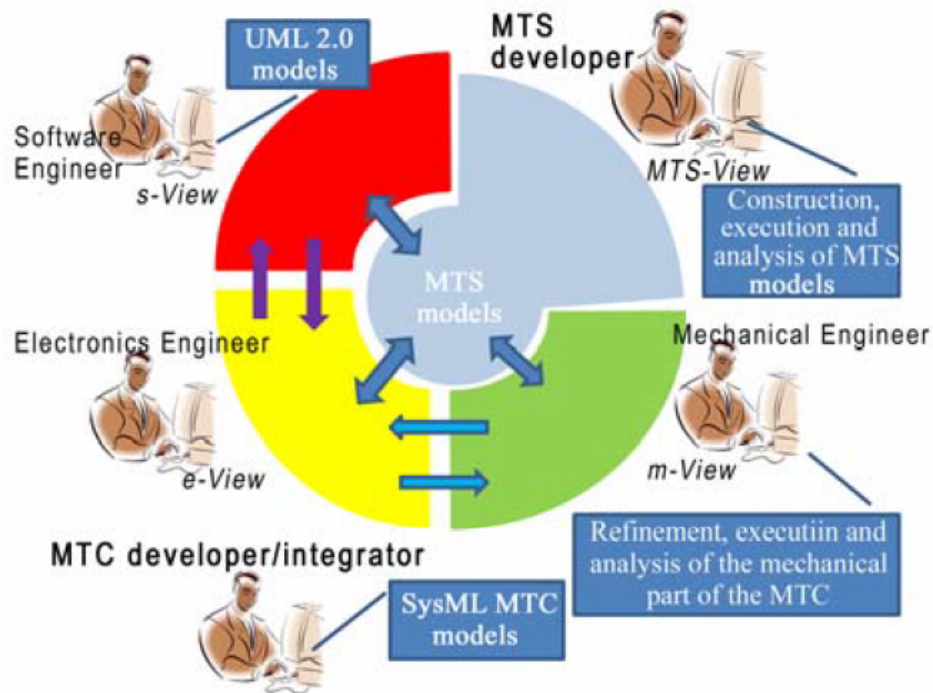 UML 2.0
models
MTS
developer
Software
Engineer
s-View
MTS-View
Construction,
execution and
analysis of MTS
models
MTS
models
Electronics Engineer
Mechanical Engineer
e-View
m-View
MTC developer/integrator
Refinement, executiin and
analysis of the mechanical
part of the MTC
SysML MTC
models